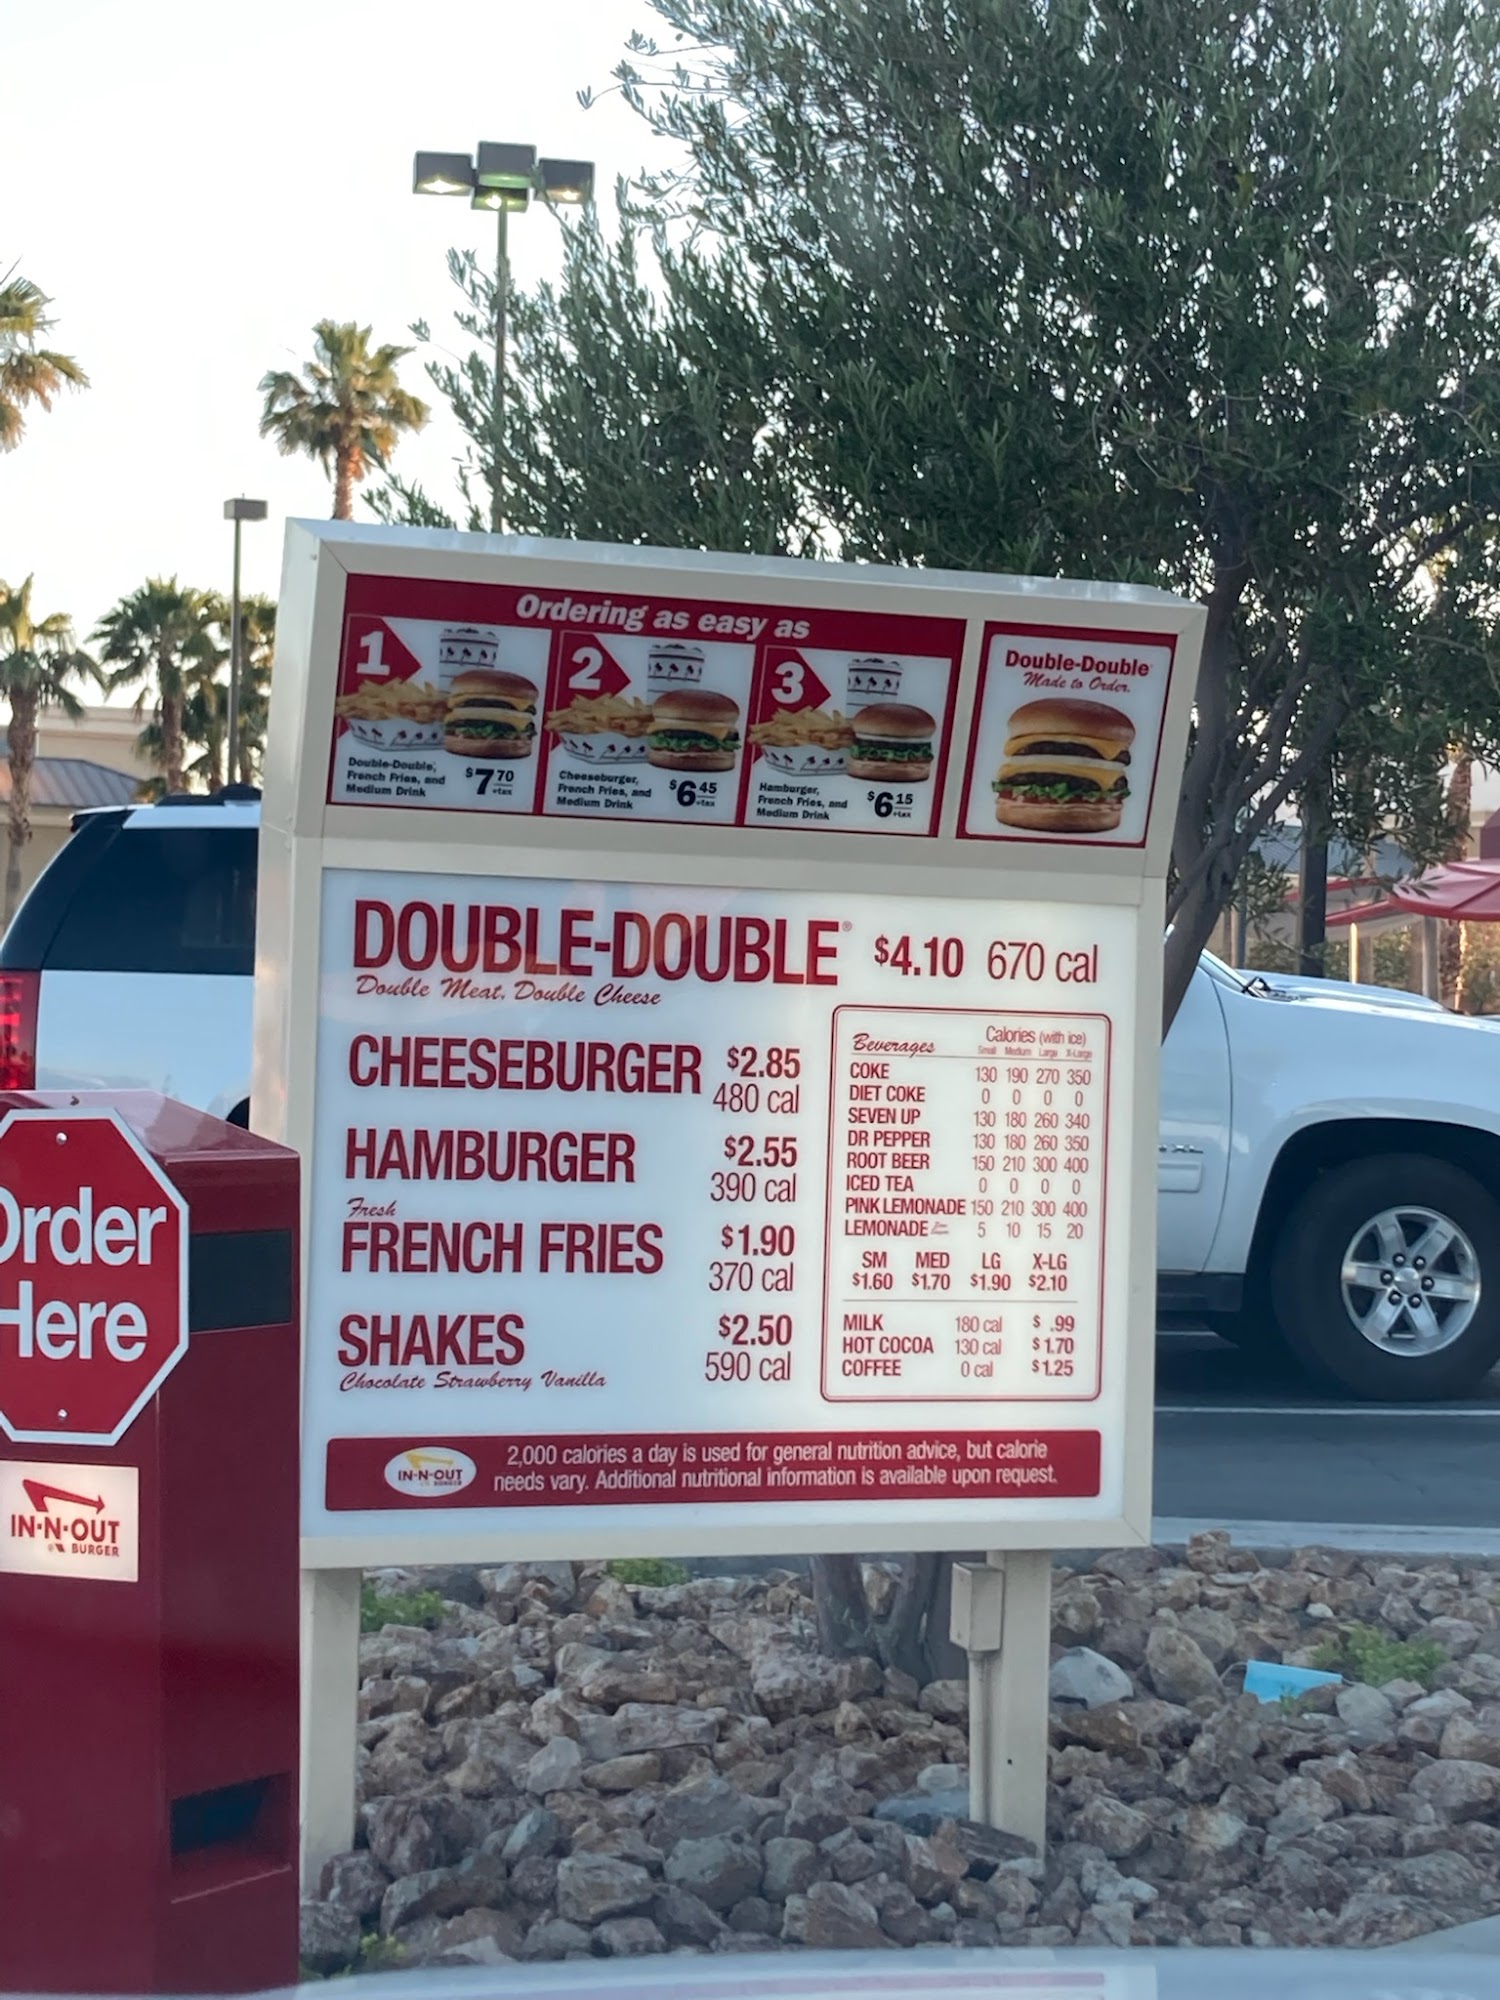 Ordering as easy as
1
Double-Double,
French Fries, and
Medium Drink
$7 70
+tax
2
Cheeseburger,
French Fries, and
Medium Drink
$6 45
+tax
3
Hamburger,
French Fries, and
Medium Drink
$6 15
+tax
Double-Double
Made to Order.
DOUBLE-DOUBLE® $4.10 670 cal
Double Meat, Double Cheese
CHEESEBURGER $2.85
480 cal
HAMBURGER $2.55
390 cal
Fresh
FRENCH FRIES $1.90
370 cal
SHAKES $2.50
590 cal
Chocolate Strawberry Vanilla
Beverages Calories (with ice)
Small Medium Large X-Large
COKE 130 190 270 350
DIET COKE 0 0 0 0
SEVEN UP 130 180 260 340
DR PEPPER 130 180 260 350
ROOT BEER 150 210 300 400
ICED TEA 0 0 0 0
PINK LEMONADE 150 210 300 400
LEMONADE 5 10 15 20
SM MED LG X-LG
$1.60 $1.70 $1.90 $2.10
MILK 180 cal $ .99
HOT COCOA 130 cal $1.70
COFFEE 0 cal $1.25
IN-N-OUT
BURGER
2,000 calories a day is used for general nutrition advice, but calorie
needs vary. Additional nutritional information is available upon request.
Order
Here
IN-N-OUT
BURGER